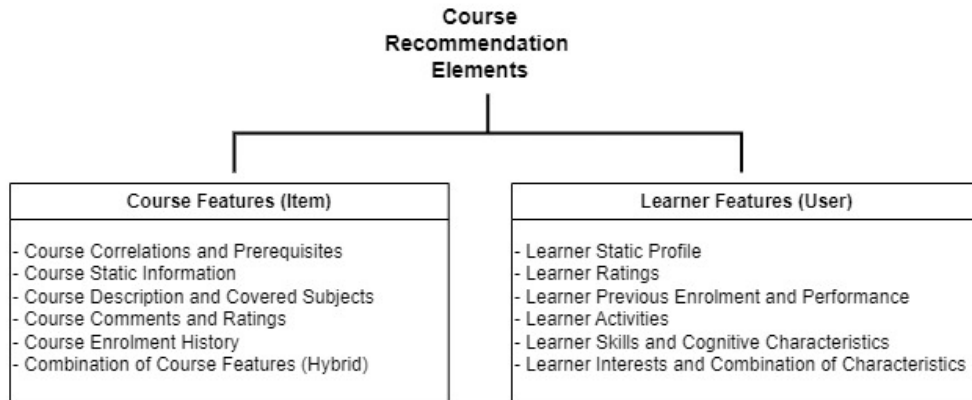 Course
Recommendation
Elements
Course Features (Item)
- Course Correlations and Prerequisites
- Course Static Information
- Course Description and Covered Subjects
- Course Comments and Ratings
- Course Enrolment History
- Combination of Course Features (Hybrid)
Learner Features (User)
- Learner Static Profile
- Learner Ratings
- Learner Previous Enrolment and Performance
- Learner Activities
- Learner Skills and Cognitive Characteristics
- Learner Interests and Combination of Characteristics